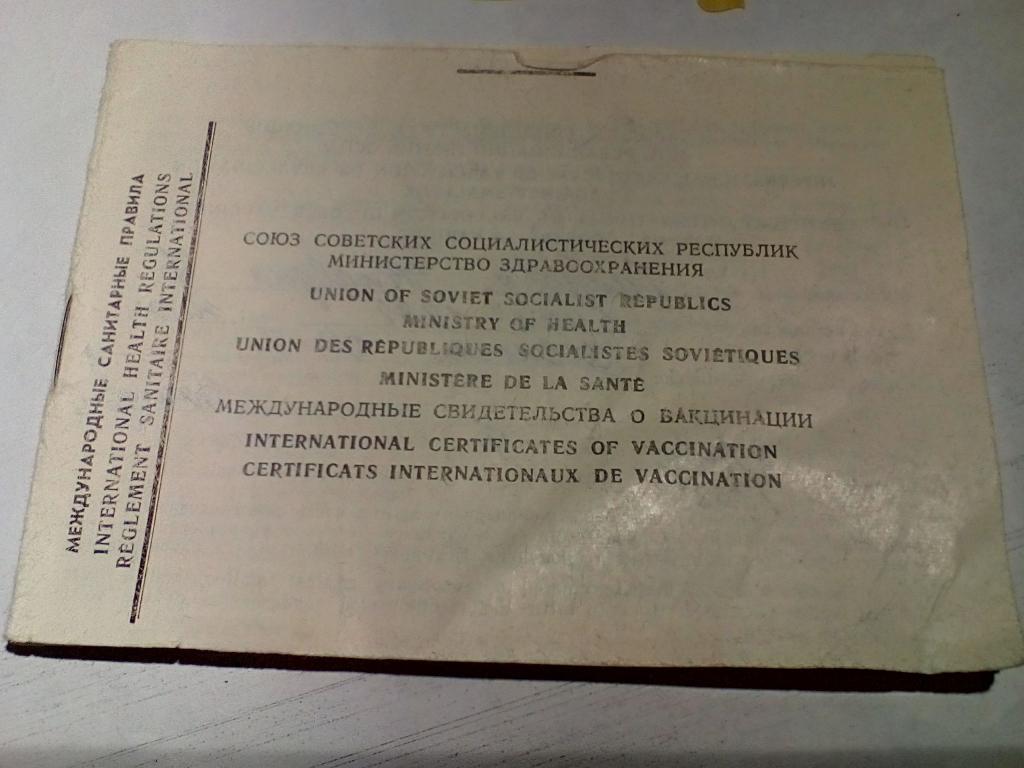 МЕЖДУНАРОДНЫЕ САНИТАРНЫЕ ПРАВИЛА
INTERNATIONAL HEALTH REGULATIONS
RÈGLEMENT SANITAIRE INTERNATIONAL
СОЮЗ СОВЕТСКИХ СОЦИАЛИСТИЧЕСКИХ РЕСПУБЛИК
МИНИСТЕРСТВО ЗДРАВООХРАНЕНИЯ
UNION OF SOVIET SOCIALIST REPUBLICS
MINISTRY OF HEALTH
UNION DES RÉPUBLIQUES SOCIALISTES SOVIÉTIQUES
MINISTÈRE DE LA SANTÉ
МЕЖДУНАРОДНЫЕ СВИДЕТЕЛЬСТВА О ВАКЦИНАЦИИ
INTERNATIONAL CERTIFICATES OF VACCINATION
CERTIFICATS INTERNATIONAUX DE VACCINATION